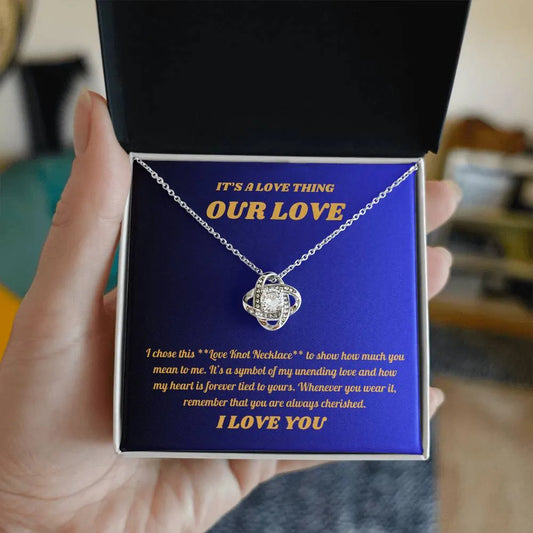 IT'S A LOVE THING
OUR LOVE
I chose this **Love Knot Necklace** to show how much you
mean to me. It's a symbol of my unending love and how
my heart is forever tied to yours. Whenever you wear it,
remember that you are always cherished.
I LOVE YOU